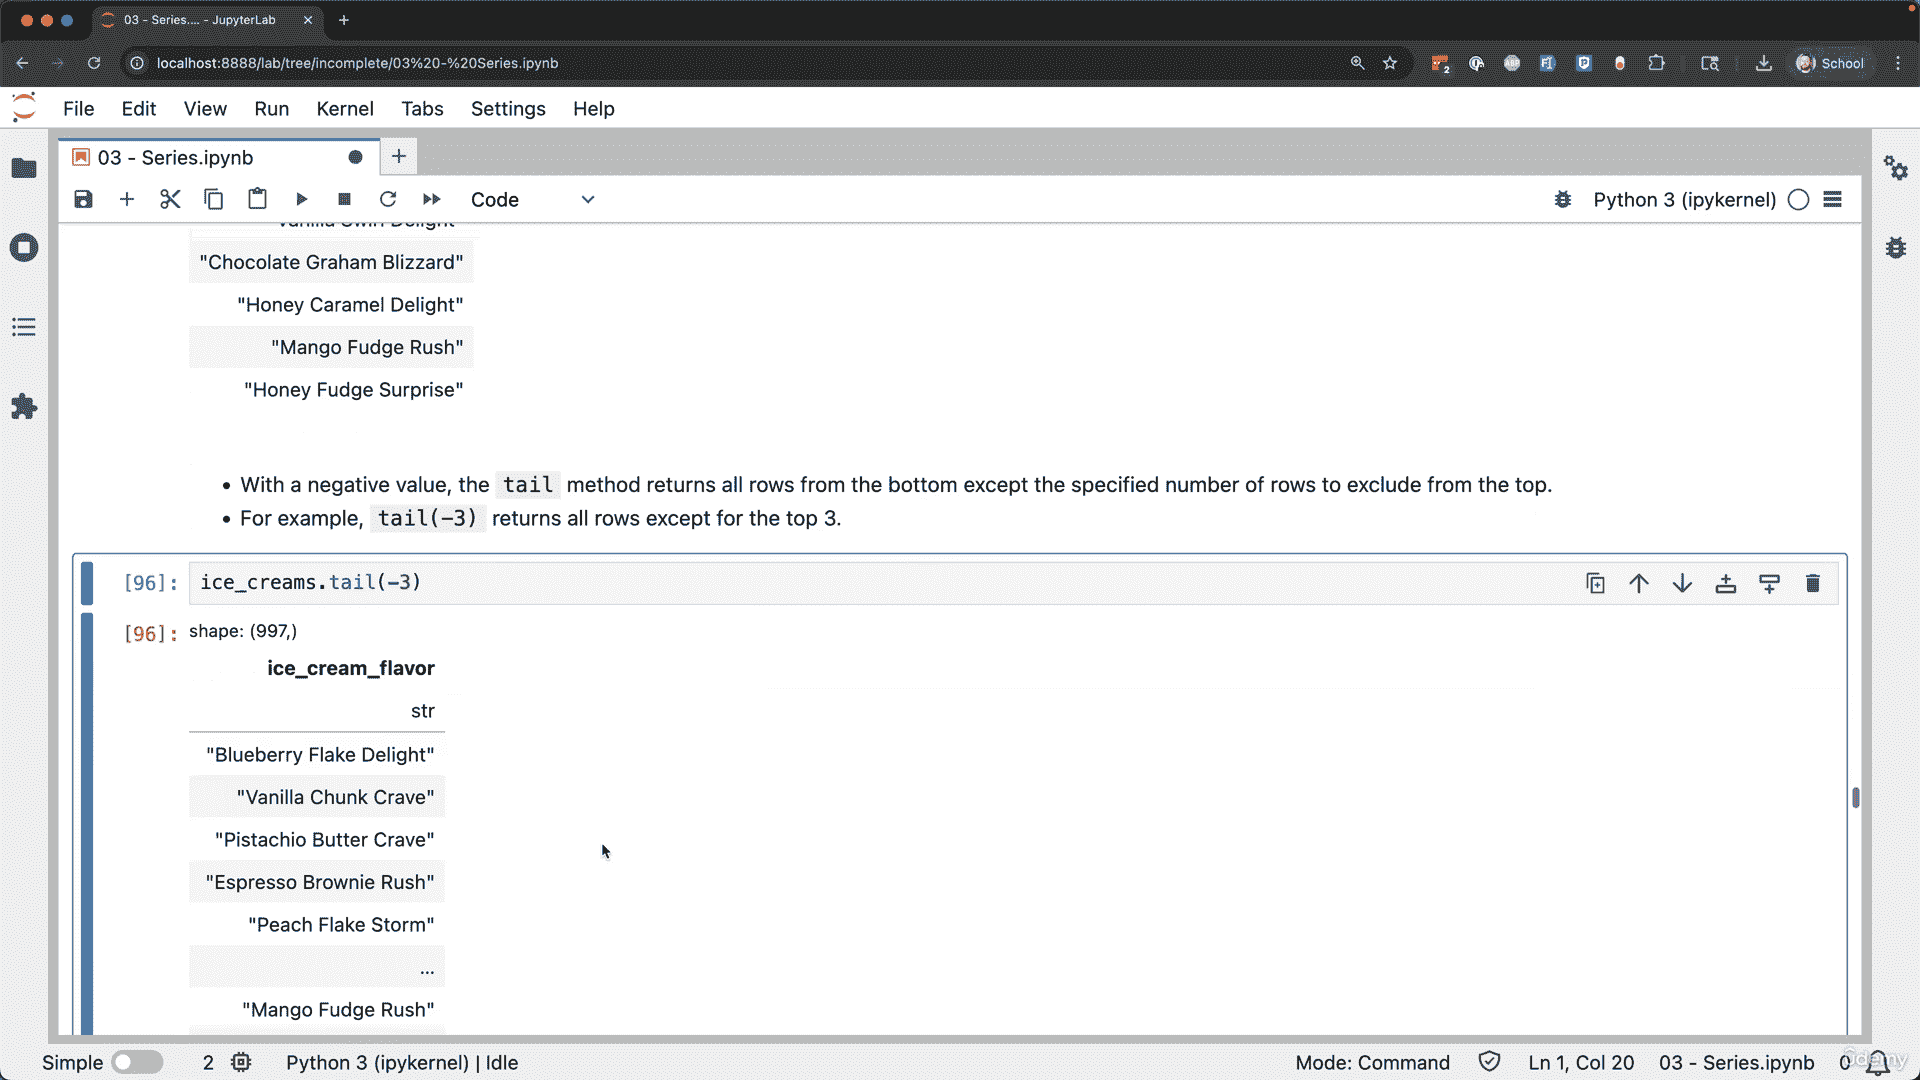 03 - Series.... - JupyterLab
localhost:8888/lab/tree/incomplete/03%20-%20Series.ipynb
2
ABP
School
File Edit View Run Kernel Tabs Settings Help
03 - Series.ipynb
Code
Python 3 (ipykernel)
"Vanilla Swirl Delight"
"Chocolate Graham Blizzard"
"Honey Caramel Delight"
"Mango Fudge Rush"
"Honey Fudge Surprise"
• With a negative value, the tail method returns all rows from the bottom except the specified number of rows to exclude from the top.
• For example, tail(-3) returns all rows except for the top 3.
[96]: ice_creams.tail(-3)
[96]: shape: (997,)
ice_cream_flavor
str
"Blueberry Flake Delight"
"Vanilla Chunk Crave"
"Pistachio Butter Crave"
"Espresso Brownie Rush"
"Peach Flake Storm"
...
"Mango Fudge Rush"
Simple 2 Python 3 (ipykernel) | Idle Mode: Command Ln 1, Col 20 03 - Series.ipynb 0
Udemy